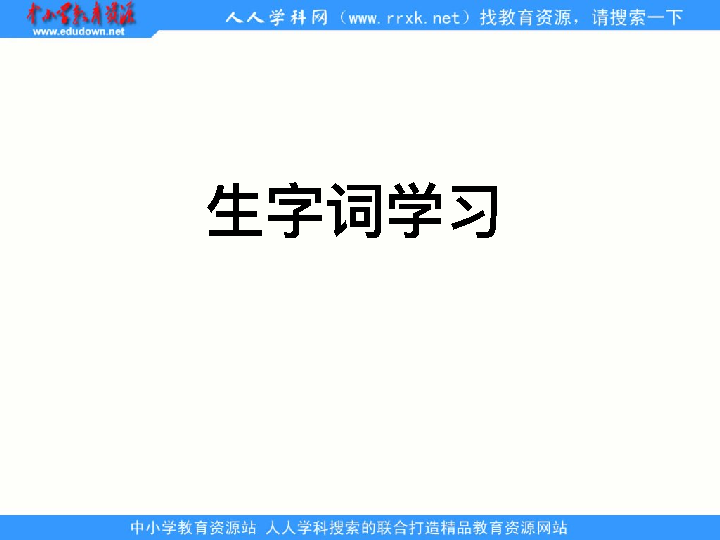 中小学教育资源
www.edudown.net
人人学科网（www.rrxk.net）找教育资源，请搜索一下
生字词学习
中小学教育资源站 人人学科搜索的联合打造精品教育资源网站